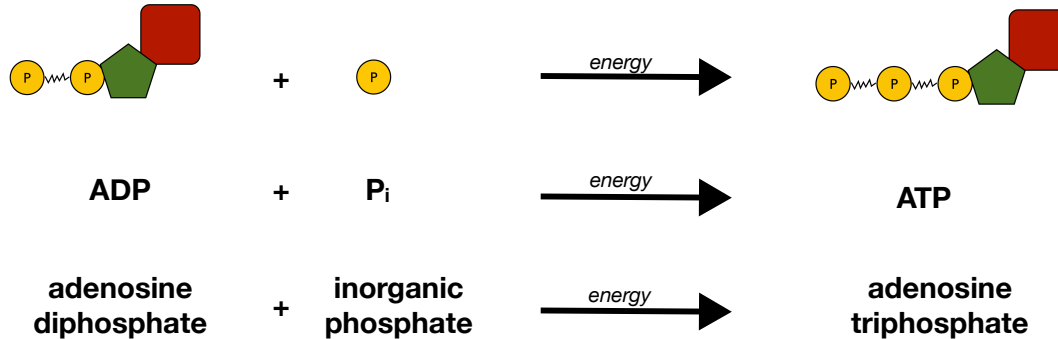 energy
P P + P P P P
energy
ADP + Pi ATP
energy
adenosine + inorganic adenosine
diphosphate phosphate triphosphate